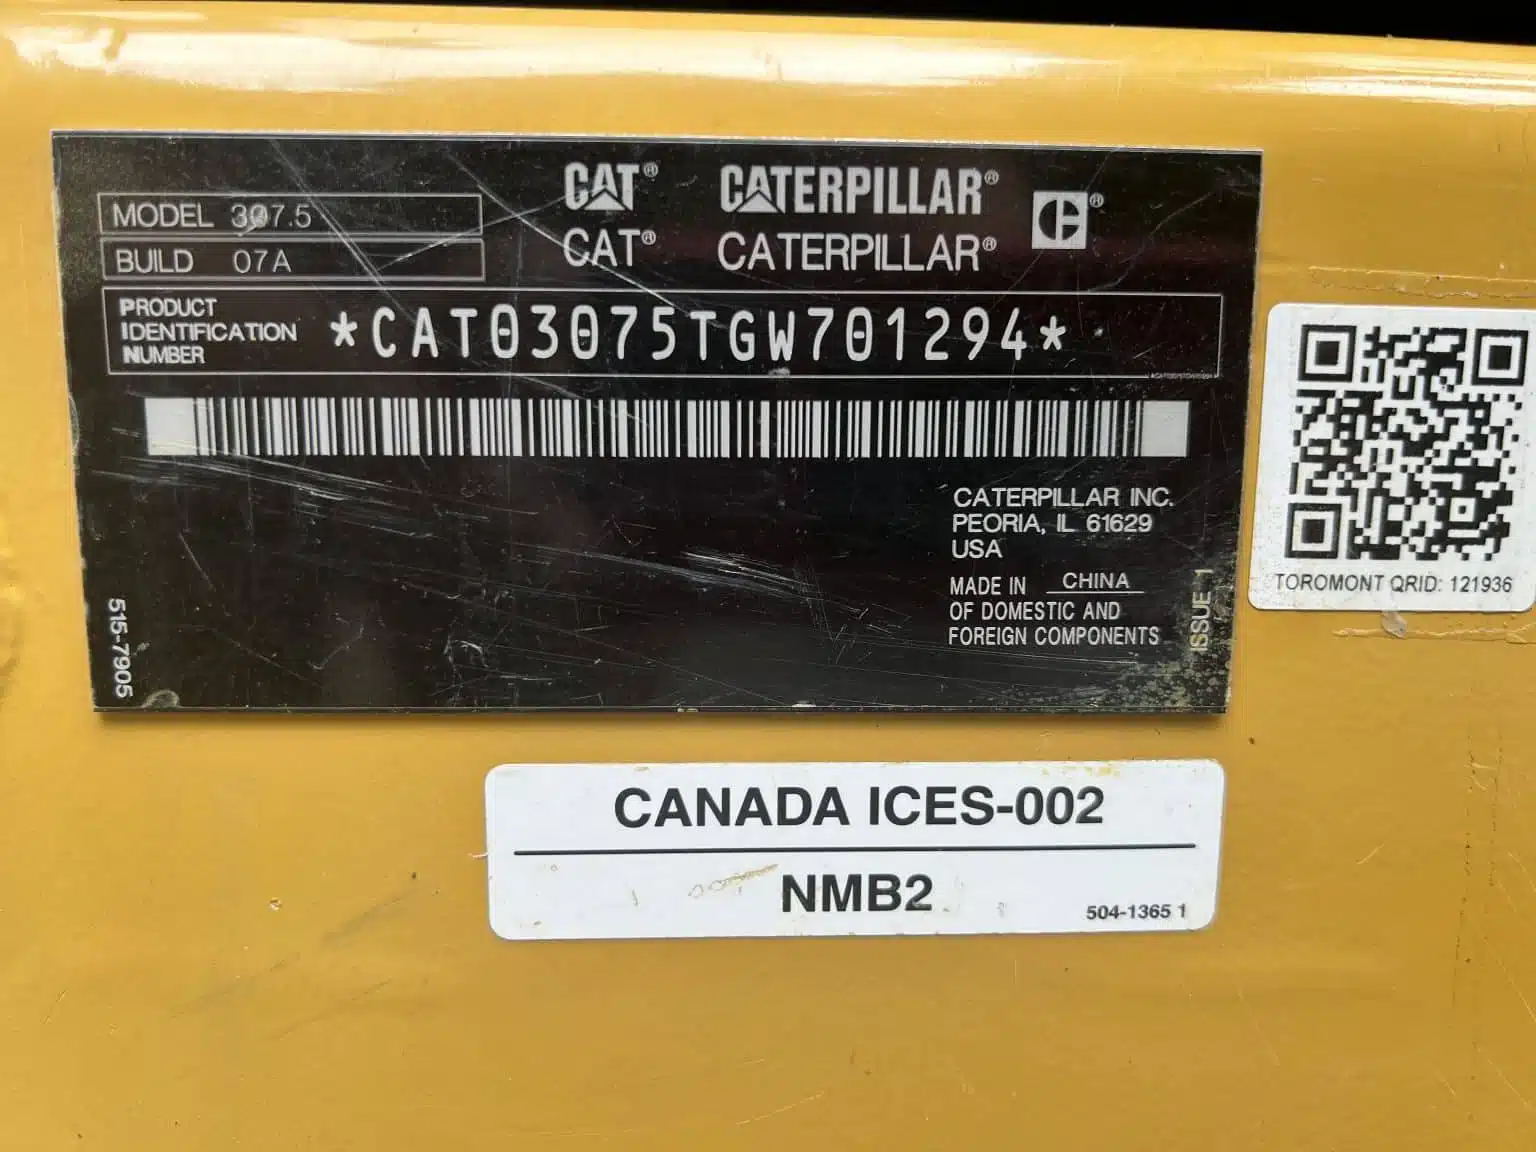 CAT® CATERPILLAR® C®
CAT® CATERPILLAR®
MODEL 307.5
BUILD 07A
PRODUCT
IDENTIFICATION
NUMBER
*CAT03075TGW701294*
CATERPILLAR INC.
PEORIA, IL 61629
USA
MADE IN CHINA
OF DOMESTIC AND
FOREIGN COMPONENTS
ISSUE 1
515-7905
TOROMONT QRID: 121936
CANADA ICES-002
NMB2
504-1365 1